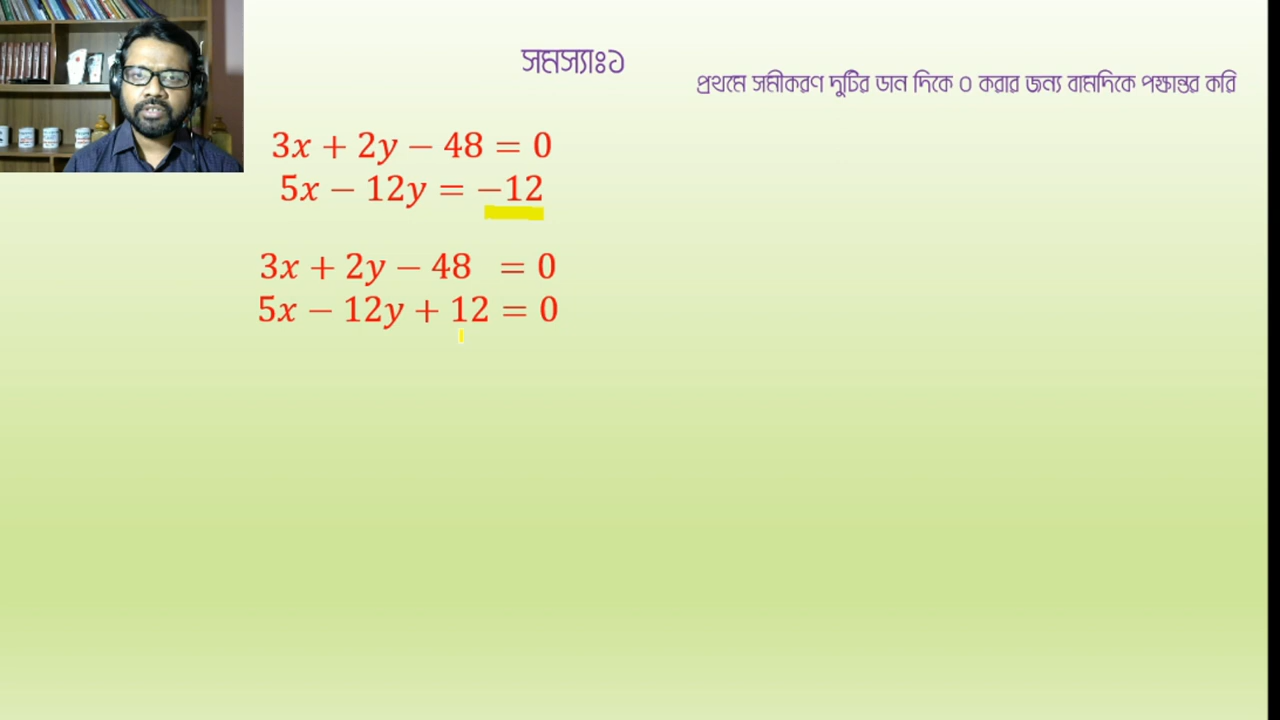 সমস্যাঃ১
প্রথমে সমীকরণ দুটির ডান দিকে ০ করার জন্য বামদিকে পক্ষান্তর করি
3x + 2y − 48 = 0
5x − 12y = −12
3x + 2y − 48 = 0
5x − 12y + 12 = 0